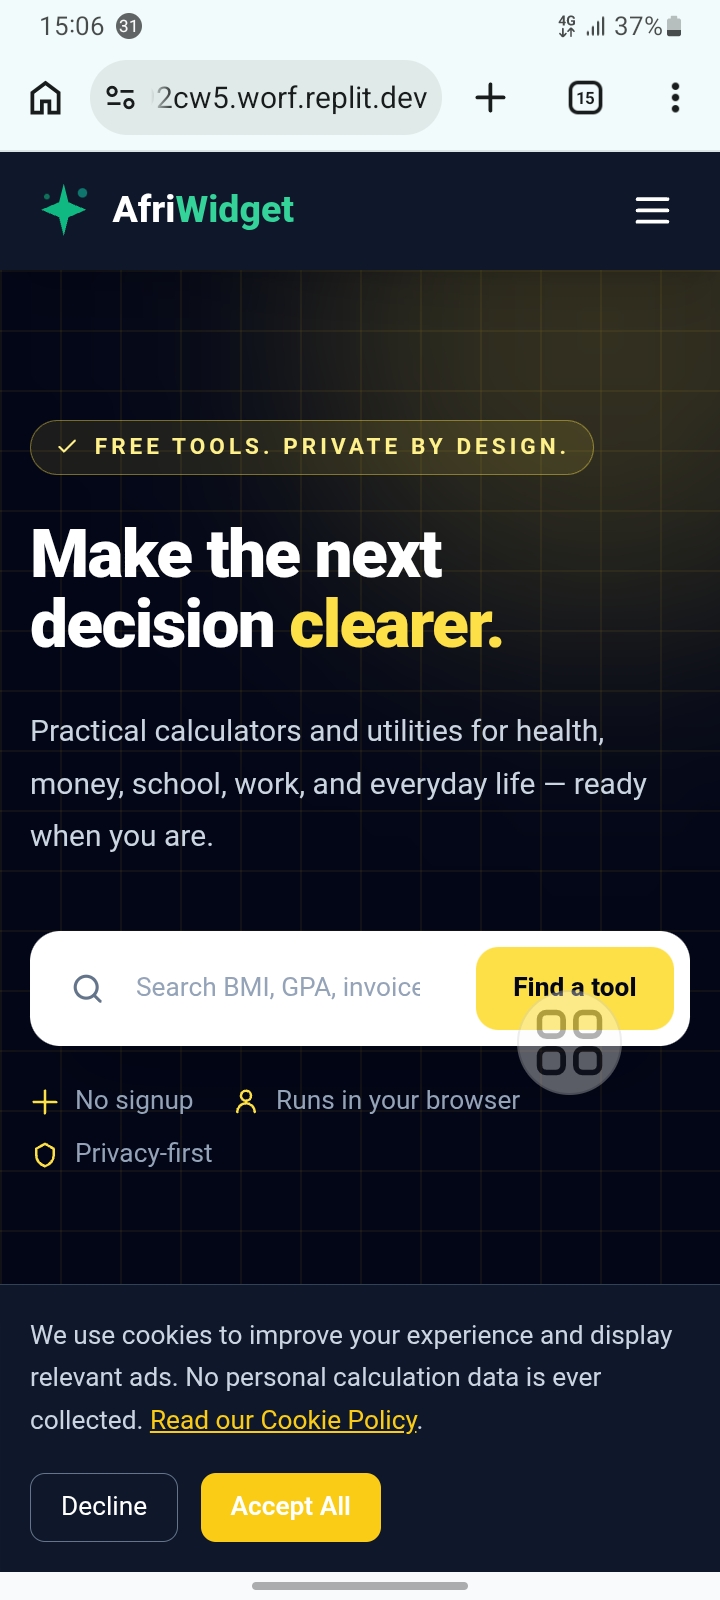 15:06 31 4G 37%
2cw5.worf.replit.dev 15
AfriWidget
FREE TOOLS. PRIVATE BY DESIGN.
Make the next
decision clearer.
Practical calculators and utilities for health,
money, school, work, and everyday life — ready
when you are.
Search BMI, GPA, invoice Find a tool
No signup Runs in your browser
Privacy-first
We use cookies to improve your experience and display
relevant ads. No personal calculation data is ever
collected. Read our Cookie Policy.
Decline Accept All